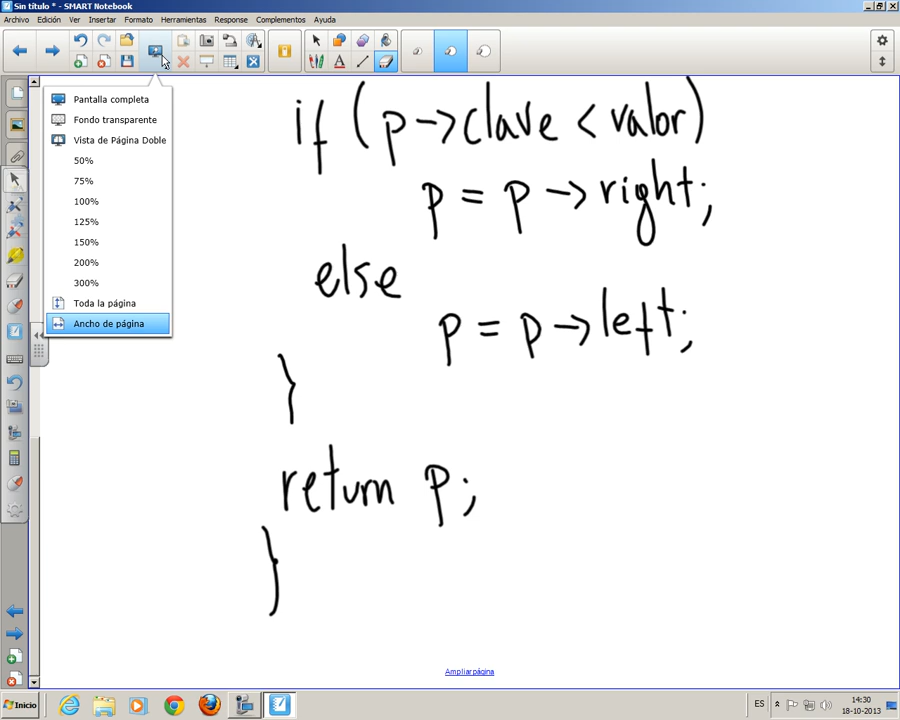 Sin título * - SMART Notebook
Archivo Edición Ver Insertar Formato Herramientas Response Complementos Ayuda
Pantalla completa
Fondo transparente
Vista de Página Doble
50%
75%
100%
125%
150%
200%
300%
Toda la página
Ancho de página
if (p->clave < valor)
p = p -> right;
else
p = p -> left;
}
return p;
}
Ampliar página
Inicio
ES
14:30
18-10-2013